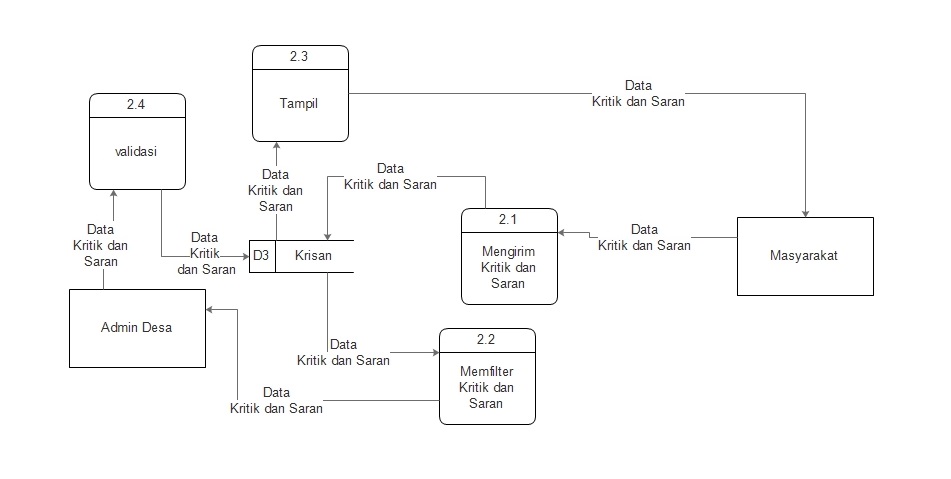 2.3
Tampil
Data
Kritik dan Saran
2.4
validasi
Data
Kritik dan
Saran
Data
Kritik dan Saran
2.1
Mengirim
Kritik dan
Saran
Data
Kritik dan Saran
Masyarakat
Data
Kritik dan
Saran
Data
Kritik
dan Saran
D3
Krisan
Admin Desa
Data
Kritik dan Saran
2.2
Memfilter
Kritik dan
Saran
Data
Kritik dan Saran